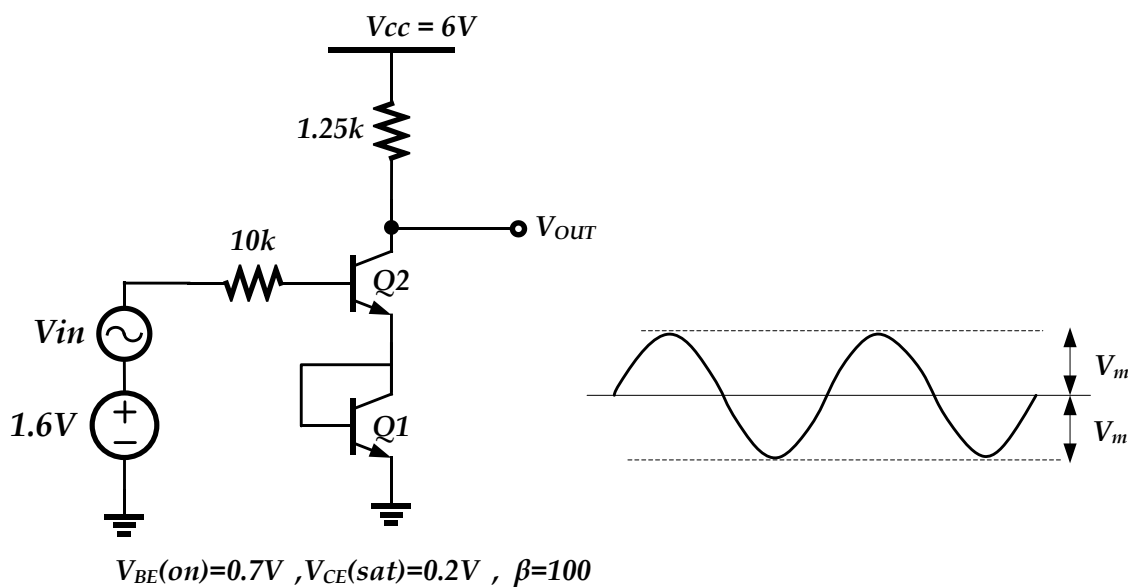 Vcc = 6V
1.25k
VOUT
10k
Q2
Vin
1.6V
Q1
Vm
Vm
VBE(on)=0.7V ,VCE(sat)=0.2V , β=100